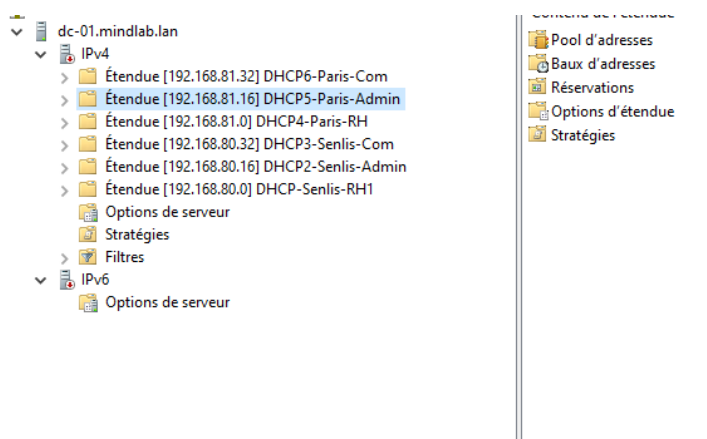 dc-01.mindlab.lan
IPv4
Étendue [192.168.81.32] DHCP6-Paris-Com
Étendue [192.168.81.16] DHCP5-Paris-Admin
Étendue [192.168.81.0] DHCP4-Paris-RH
Étendue [192.168.80.32] DHCP3-Senlis-Com
Étendue [192.168.80.16] DHCP2-Senlis-Admin
Étendue [192.168.80.0] DHCP-Senlis-RH1
Options de serveur
Stratégies
Filtres
IPv6
Options de serveur
Contenu de l'étendue
Pool d'adresses
Baux d'adresses
Réservations
Options d'étendue
Stratégies